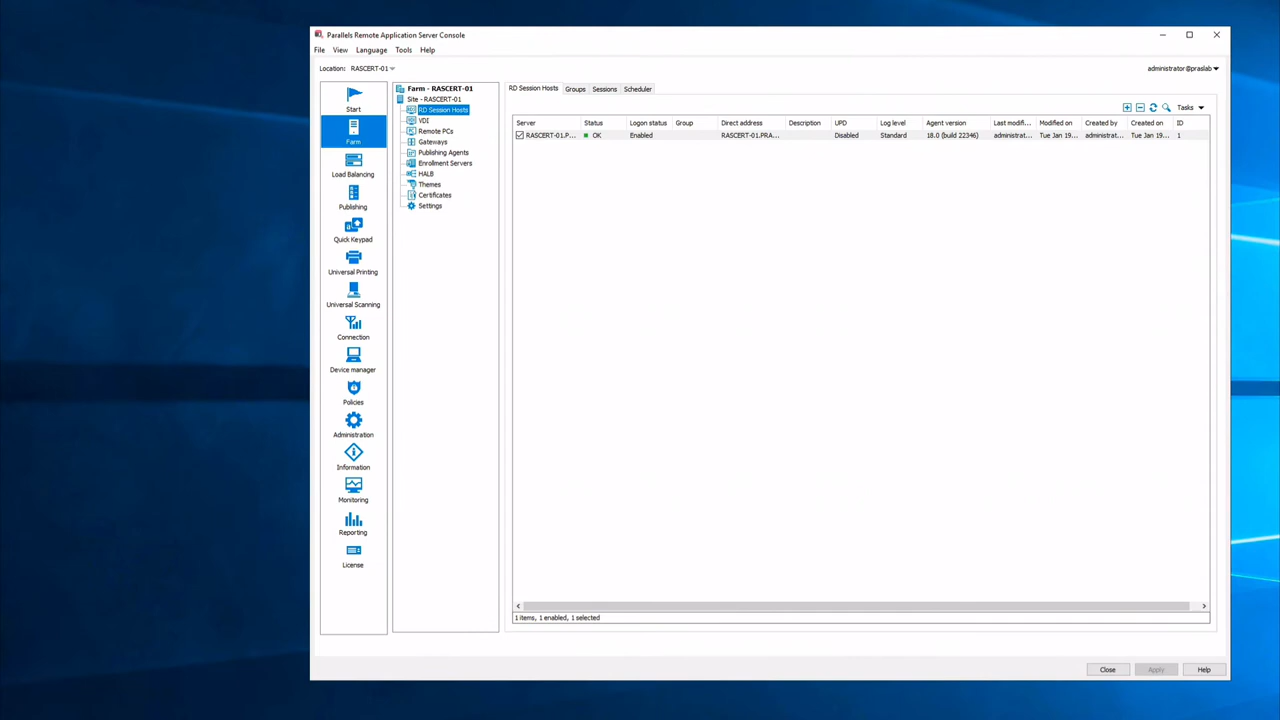 Parallels Remote Application Server Console
File View Language Tools Help
Location: RASCERT-01
administrator@praslab
Start
Farm
Load Balancing
Publishing
Quick Keypad
Universal Printing
Universal Scanning
Connection
Device manager
Policies
Administration
Information
Monitoring
Reporting
License
Farm - RASCERT-01
Site - RASCERT-01
RD Session Hosts
VDI
Remote PCs
Gateways
Publishing Agents
Enrollment Servers
HALB
Themes
Certificates
Settings
RD Session Hosts Groups Sessions Scheduler
Tasks
Server Status Logon status Group Direct address Description UPD Log level Agent version Last modifi... Modified on Created by Created on ID
RASCERT-01.P... OK Enabled RASCERT-01.PRA... Disabled Standard 18.0 (build 22346) administrat... Tue Jan 19... administrat... Tue Jan 19... 1
1 items, 1 enabled, 1 selected
Close Apply Help